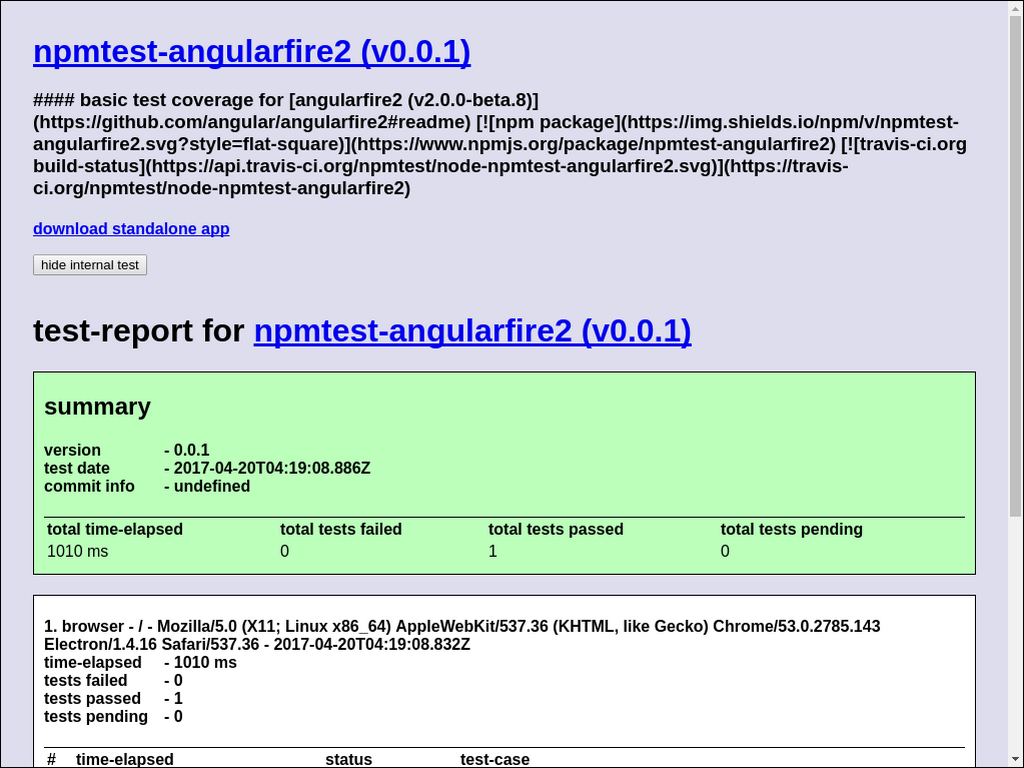 npmtest-angularfire2 (v0.0.1)
#### basic test coverage for [angularfire2 (v2.0.0-beta.8)]
(https://github.com/angular/angularfire2#readme) [![npm package](https://img.shields.io/npm/v/npmtest-
angularfire2.svg?style=flat-square)](https://www.npmjs.org/package/npmtest-angularfire2) [![travis-ci.org
build-status](https://api.travis-ci.org/npmtest/node-npmtest-angularfire2.svg)](https://travis-
ci.org/npmtest/node-npmtest-angularfire2)
download standalone app
hide internal test
test-report for npmtest-angularfire2 (v0.0.1)
summary
version - 0.0.1
test date - 2017-04-20T04:19:08.886Z
commit info - undefined
total time-elapsed total tests failed total tests passed total tests pending
1010 ms 0 1 0
1. browser - / - Mozilla/5.0 (X11; Linux x86_64) AppleWebKit/537.36 (KHTML, like Gecko) Chrome/53.0.2785.143
Electron/1.4.16 Safari/537.36 - 2017-04-20T04:19:08.832Z
time-elapsed - 1010 ms
tests failed - 0
tests passed - 1
tests pending - 0
# time-elapsed status test-case